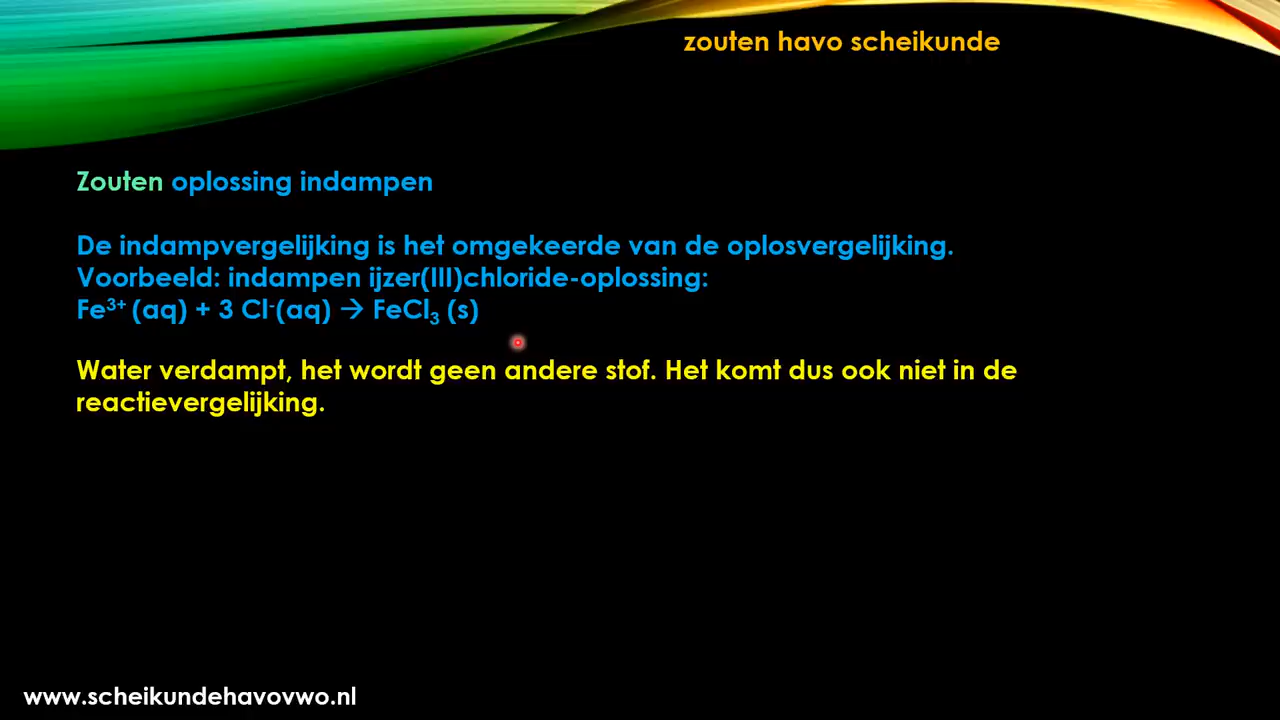 zouten havo scheikunde
Zouten oplossing indampen
De indampvergelijking is het omgekeerde van de oplosvergelijking.
Voorbeeld: indampen ijzer(III)chloride-oplossing:
Fe³⁺ (aq) + 3 Cl⁻(aq) → FeCl₃ (s)
Water verdampt, het wordt geen andere stof. Het komt dus ook niet in de
reactievergelijking.
www.scheikundehavovwo.nl